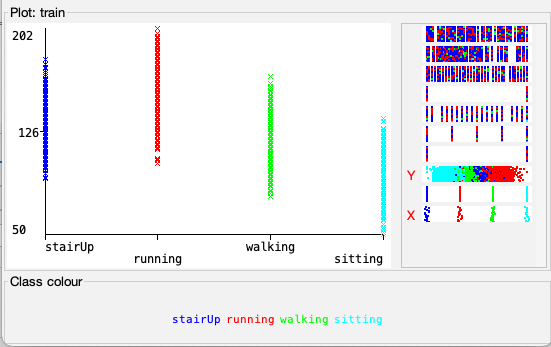 Plot: train
202
126
50
stairUp
walking
running
sitting
Y
X
Class colour
stairUp running walking sitting